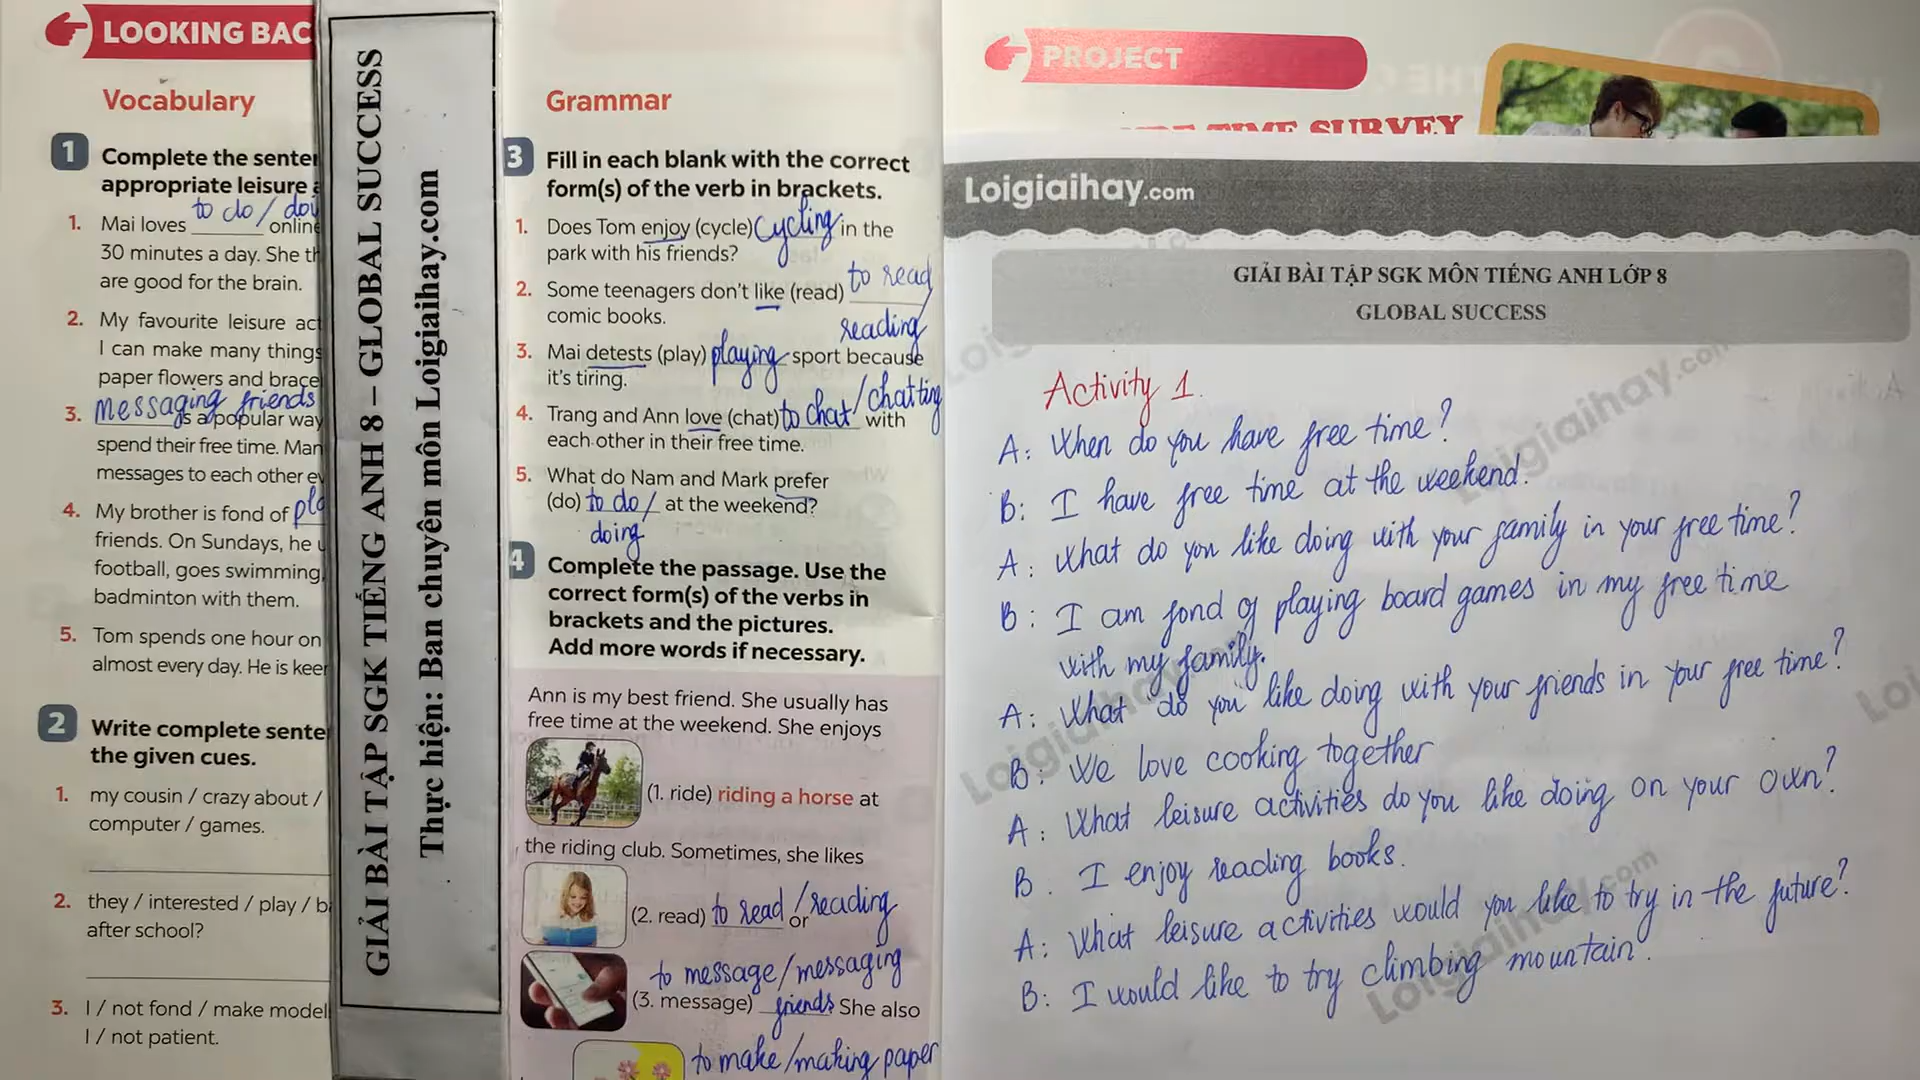 LOOKING BAC
Vocabulary
1 Complete the senter
appropriate leisure a
to do / doi
1. Mai loves ______ online
30 minutes a day. She th
are good for the brain.
2. My favourite leisure act
I can make many things
paper flowers and brace
messaging friends
3. ______ is a popular way
spend their free time. Man
messages to each other ev
4. My brother is fond of pla
friends. On Sundays, he u
football, goes swimming,
badminton with them.
5. Tom spends one hour on
almost every day. He is keer
2 Write complete senter
the given cues.
1. my cousin / crazy about /
computer / games.
2. they / interested / play / b
after school?
3. I / not fond / make model
I / not patient.
GIẢI BÀI TẬP SGK TIẾNG ANH 8 – GLOBAL SUCCESS
Thực hiện: Ban chuyên môn Loigiaihay.com
Grammar
3 Fill in each blank with the correct
form(s) of the verb in brackets.
1. Does Tom enjoy (cycle) cycling in the
park with his friends?
2. Some teenagers don't like (read) to read
comic books. reading
3. Mai detests (play) playing sport because
it's tiring.
4. Trang and Ann love (chat) to chat / chatting with
each other in their free time.
5. What do Nam and Mark prefer
(do) to do / at the weekend?
doing
4 Complete the passage. Use the
correct form(s) of the verbs in
brackets and the pictures.
Add more words if necessary.
Ann is my best friend. She usually has
free time at the weekend. She enjoys
(1. ride) riding a horse at
the riding club. Sometimes, she likes
(2. read) to read / reading or
to message / messaging
(3. message) friends. She also
to make / making paper
PROJECT
TIME SURVEY
Loigiaihay.com
GIẢI BÀI TẬP SGK MÔN TIẾNG ANH LỚP 8
GLOBAL SUCCESS
Activity 1.
A: When do you have free time?
B: I have free time at the weekend.
A: What do you like doing with your family in your free time?
B: I am fond of playing board games in my free time
with my family.
A: What do you like doing with your friends in your free time?
B: We love cooking together
A: What leisure activities do you like doing on your own?
B. I enjoy reading books.
A: What leisure activities would you like to try in the future?
B: I would like to try climbing mountain.